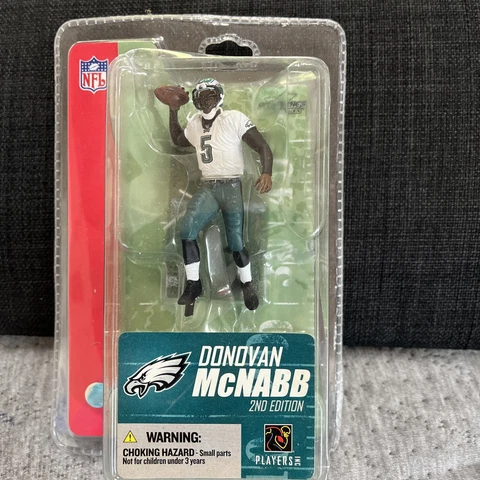 NFL
5
DONOVAN
McNABB
2ND EDITION
WARNING:
CHOKING HAZARD - Small parts
Not for children under 3 years
PLAYERS INC